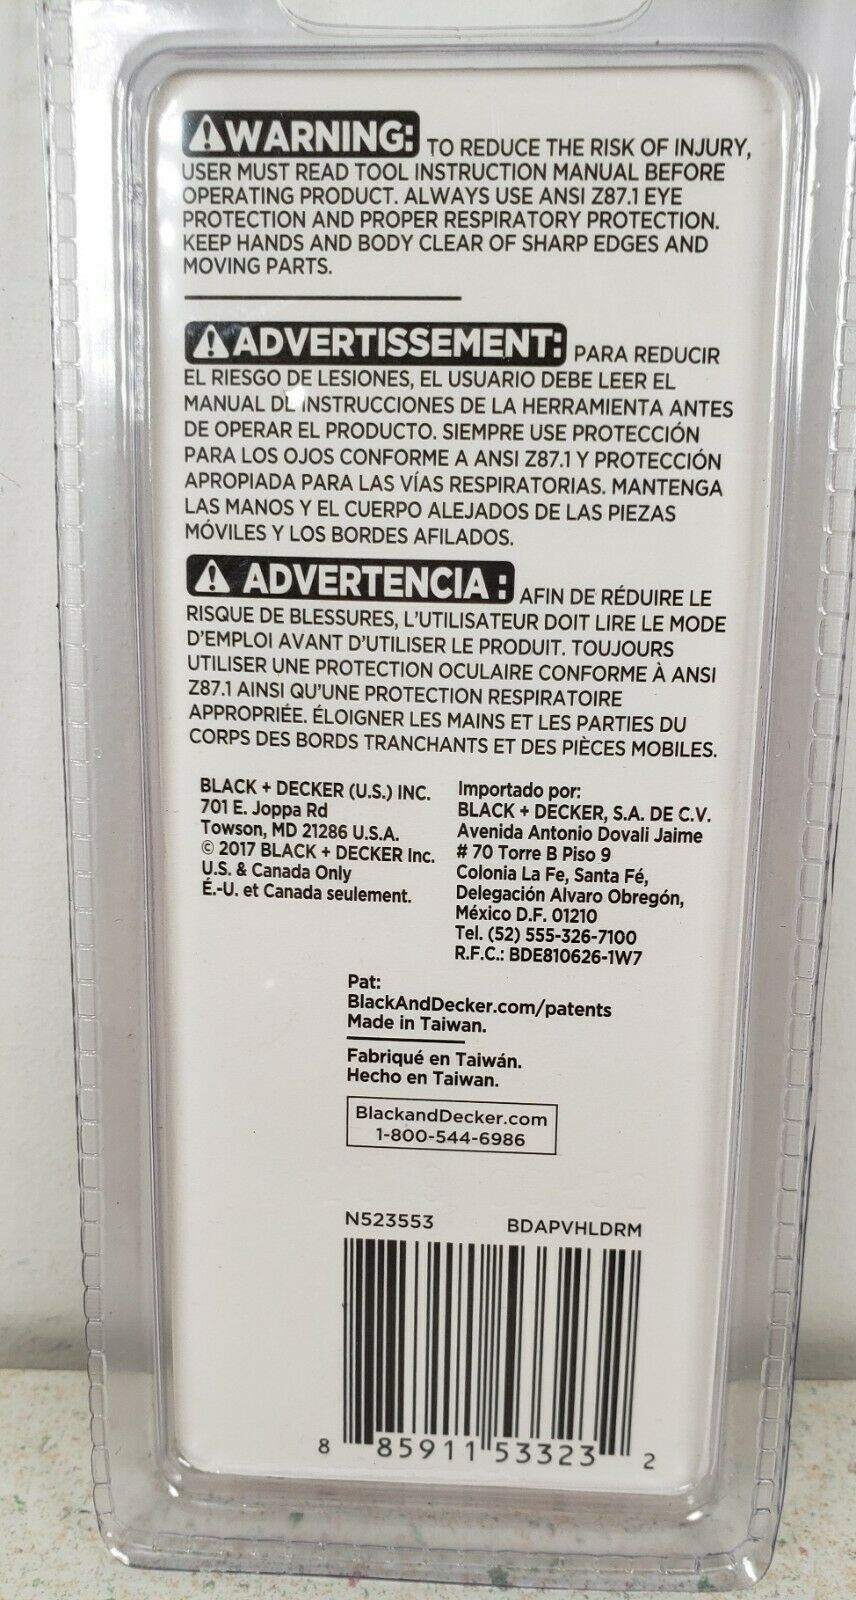 ⚠WARNING: TO REDUCE THE RISK OF INJURY,
USER MUST READ TOOL INSTRUCTION MANUAL BEFORE
OPERATING PRODUCT. ALWAYS USE ANSI Z87.1 EYE
PROTECTION AND PROPER RESPIRATORY PROTECTION.
KEEP HANDS AND BODY CLEAR OF SHARP EDGES AND
MOVING PARTS.
⚠ADVERTISSEMENT: PARA REDUCIR
EL RIESGO DE LESIONES, EL USUARIO DEBE LEER EL
MANUAL DE INSTRUCCIONES DE LA HERRAMIENTA ANTES
DE OPERAR EL PRODUCTO. SIEMPRE USE PROTECCIÓN
PARA LOS OJOS CONFORME A ANSI Z87.1 Y PROTECCIÓN
APROPIADA PARA LAS VÍAS RESPIRATORIAS. MANTENGA
LAS MANOS Y EL CUERPO ALEJADOS DE LAS PIEZAS
MÓVILES Y LOS BORDES AFILADOS.
⚠ ADVERTENCIA : AFIN DE RÉDUIRE LE
RISQUE DE BLESSURES, L'UTILISATEUR DOIT LIRE LE MODE
D'EMPLOI AVANT D'UTILISER LE PRODUIT. TOUJOURS
UTILISER UNE PROTECTION OCULAIRE CONFORME À ANSI
Z87.1 AINSI QU'UNE PROTECTION RESPIRATOIRE
APPROPRIÉE. ÉLOIGNER LES MAINS ET LES PARTIES DU
CORPS DES BORDS TRANCHANTS ET DES PIÈCES MOBILES.
BLACK + DECKER (U.S.) INC.
701 E. Joppa Rd
Towson, MD 21286 U.S.A.
© 2017 BLACK + DECKER Inc.
U.S. & Canada Only
É.-U. et Canada seulement.
Importado por:
BLACK + DECKER, S.A. DE C.V.
Avenida Antonio Dovali Jaime
# 70 Torre B Piso 9
Colonia La Fe, Santa Fé,
Delegación Alvaro Obregón,
México D.F. 01210
Tel. (52) 555-326-7100
R.F.C.: BDE810626-1W7
Pat:
BlackAndDecker.com/patents
Made in Taiwan.
Fabriqué en Taiwán.
Hecho en Taiwan.
BlackandDecker.com
1-800-544-6986
N523553 BDAPVHLDRM
8 85911 53323 2